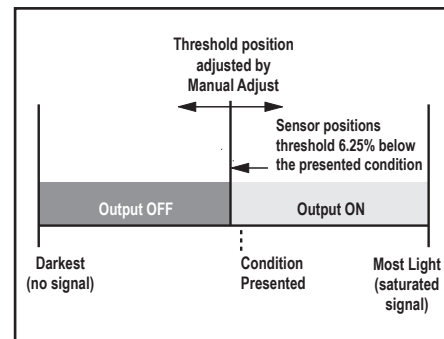 Threshold position
adjusted by
Manual Adjust
Sensor positions
threshold 6.25% below
the presented condition
Output OFF
Output ON
Darkest
(no signal)
Condition
Presented
Most Light
(saturated
signal)